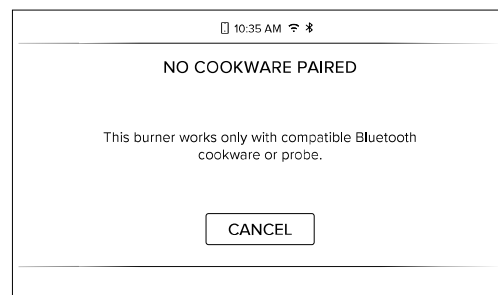 10:35 AM
NO COOKWARE PAIRED
This burner works only with compatible Bluetooth
cookware or probe.
CANCEL